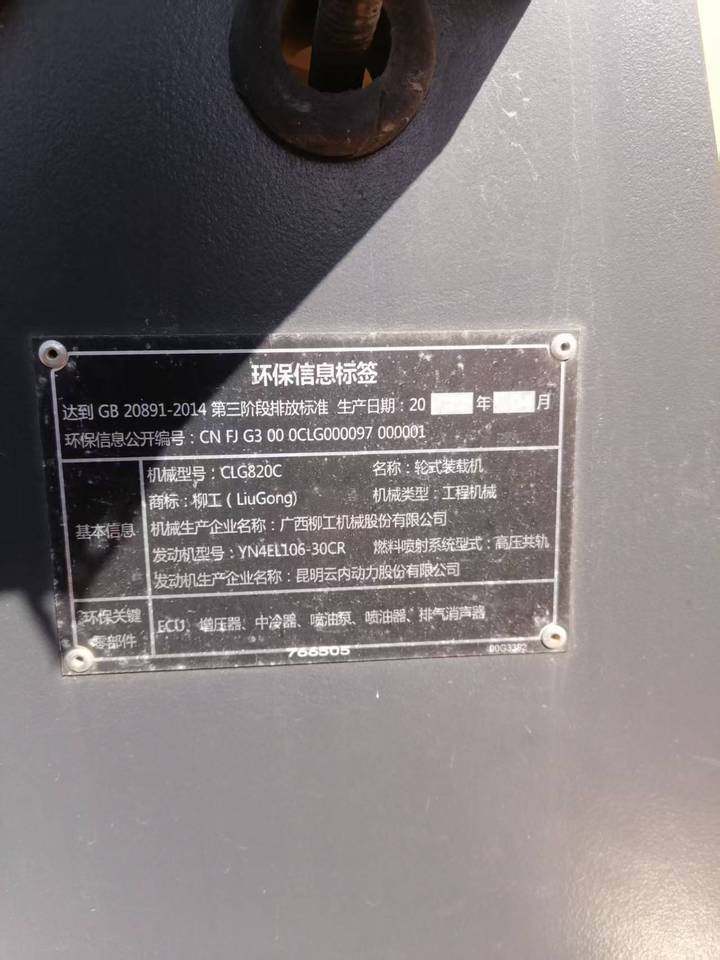 环保信息标签
达到 GB 20891-2014 第三阶段排放标准 生产日期：20 年 月
环保信息公开编号：CN FJ G3 00 0CLG000097 000001
基本信息
机械型号：CLG820C 名称：轮式装载机
商标：柳工（LiuGong) 机械类型：工程机械
机械生产企业名称：广西柳工机械股份有限公司
发动机型号：YN4EL106-30CR 燃料喷射系统型式：高压共轨
发动机生产企业名称：昆明云内动力股份有限公司
环保关键
零部件
ECU、增压器、中冷器、喷油泵、喷油器、排气消声器
766505 00G3392